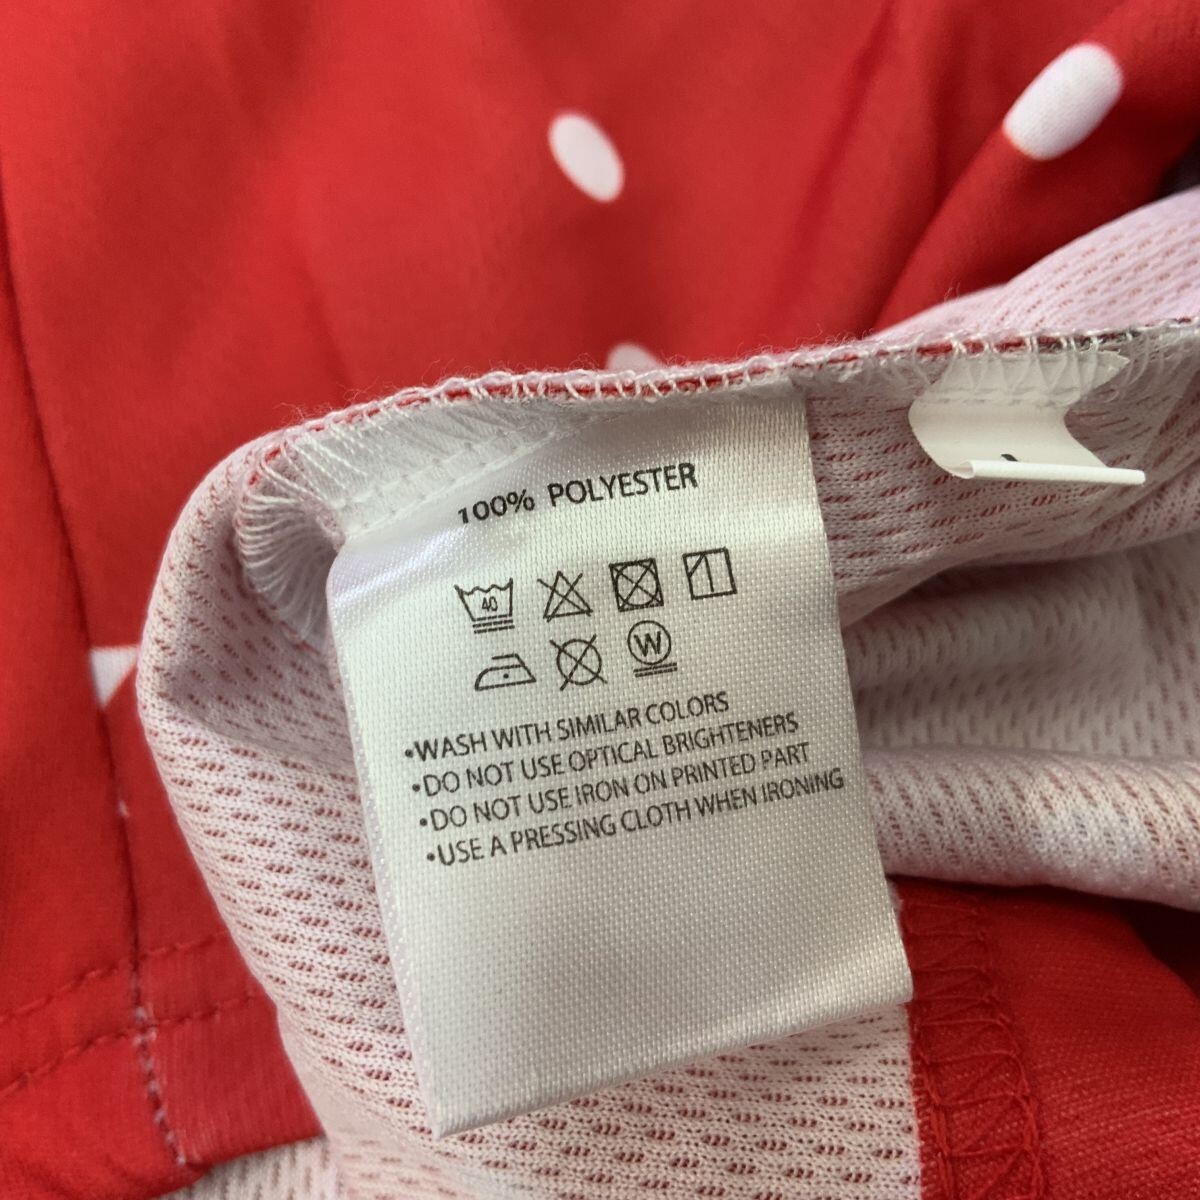 100% POLYESTER
40
W
•WASH WITH SIMILAR COLORS
•DO NOT USE OPTICAL BRIGHTENERS
•DO NOT USE IRON ON PRINTED PART
•USE A PRESSING CLOTH WHEN IRONING